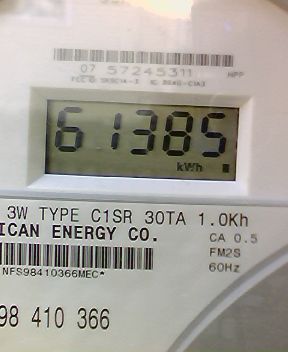 07 57245311 HPP
61385
kWh
3W TYPE C1SR 30TA 1.0Kh
ICAN ENERGY CO.
CA 0.5
FM2S
60Hz
NFS98410366MEC*
98 410 366